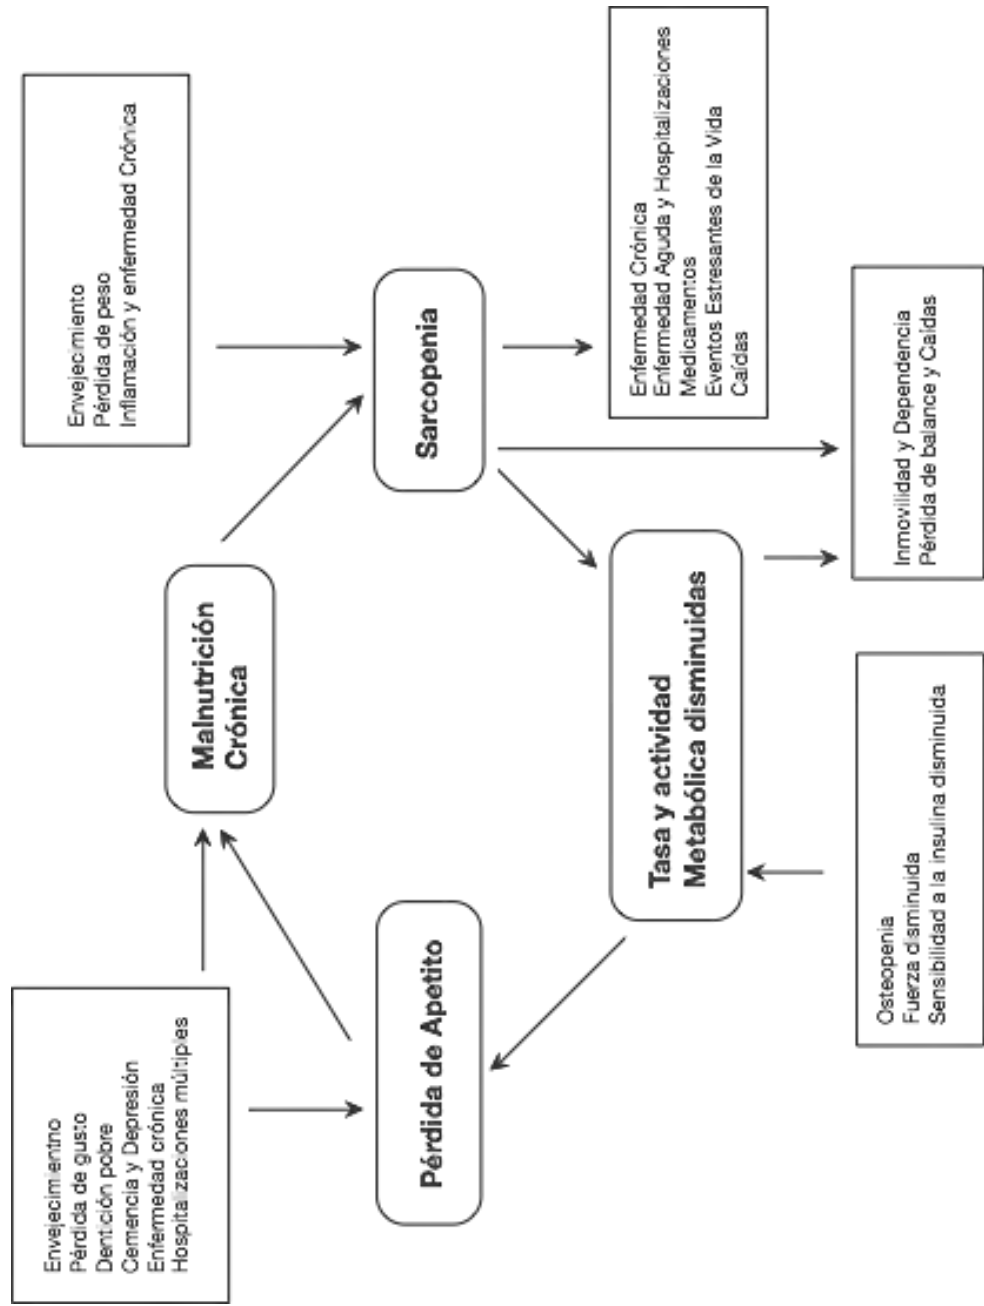 Envejecimientno
Pérdida de gusto
Dentición pobre
Cemencia y Depresión
Enfermedad crónica
Hospitalizaciones múltiples
Envejecimiento
Pérdida de peso
Inflamación y enfermedad Crónica
Malnutrición
Crónica
Pérdida de Apetito
Sarcopenia
Tasa y actividad
Metabólica disminuidas
Enfermedad Crónica
Enfermedad Aguda y Hospitalizaciones
Medicamentos
Eventos Estresantes de la Vida
Caídas
Osteopenia
Fuerza disminuida
Sensibilidad a la insulina disminuida
Inmovilidad y Dependencia
Pérdida de balance y Caídas